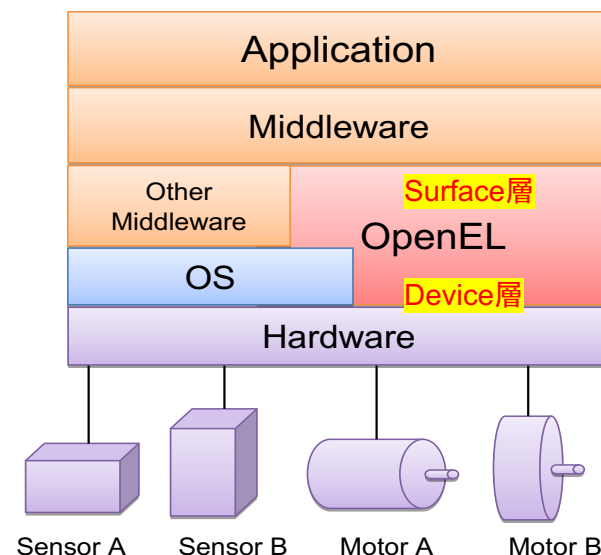 Application
Middleware
Other
Middleware
Surface層
OpenEL
OS
Device層
Hardware
Sensor A
Sensor B
Motor A
Motor B